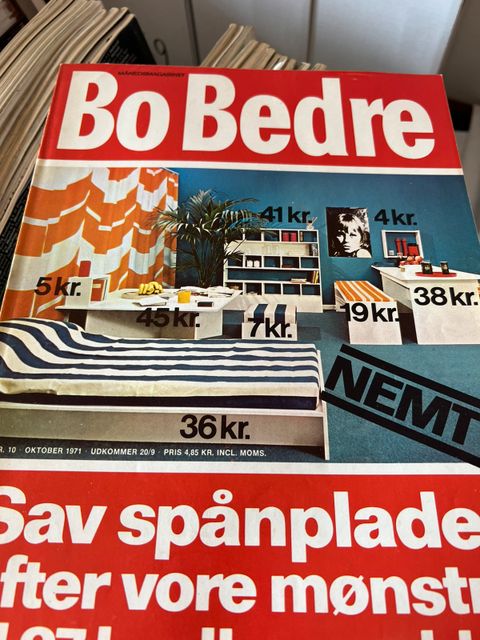 MÅNEDSMAGASINET
Bo Bedre
41 kr.
4 kr.
5 kr.
45 kr.
7 kr.
19 kr.
38 kr.
NEMT
36 kr.
R. 10 · OKTOBER 1971 · UDKOMMER 20/9 · PRIS 4,85 KR. INCL. MOMS.
Sav spånplade
fter vore mønstr